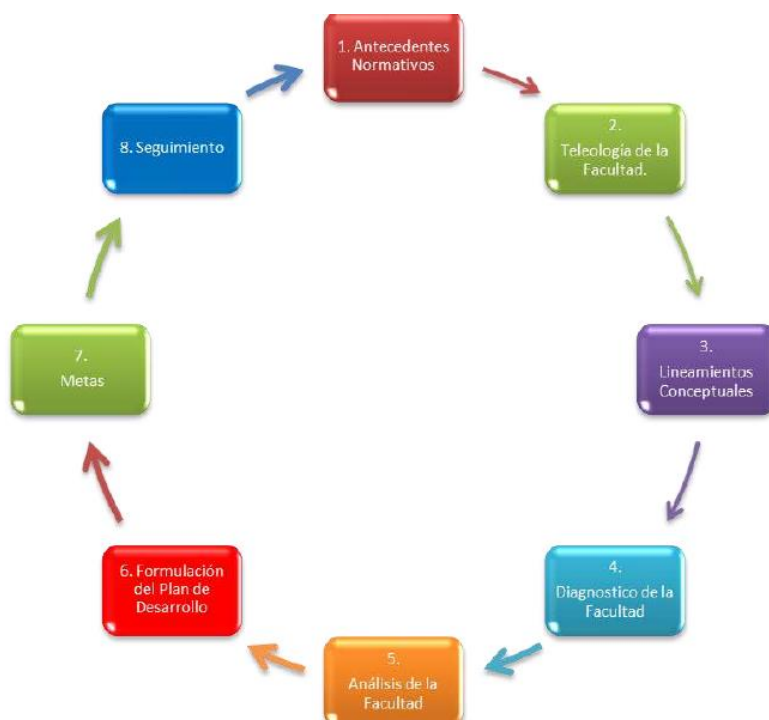 1. Antecedentes
Normativos
2.
Teleología de la
Facultad.
3.
Lineamientos
Conceptuales
4.
Diagnostico de la
Facultad
5.
Análisis de la
Facultad
6. Formulación
del Plan de
Desarrollo
7.
Metas
8. Seguimiento